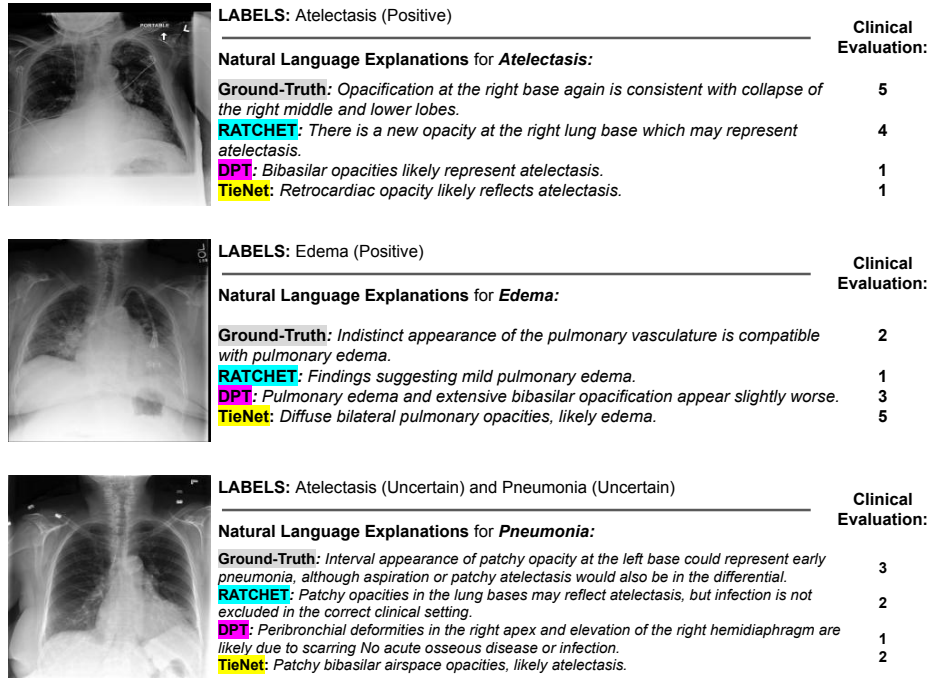 PORTABLE
L
LABELS: Atelectasis (Positive)
Clinical
Evaluation:
Natural Language Explanations for Atelectasis:
Ground-Truth: Opacification at the right base again is consistent with collapse of
the right middle and lower lobes.
5
RATCHET: There is a new opacity at the right lung base which may represent
atelectasis.
4
DPT: Bibasilar opacities likely represent atelectasis.
1
TieNet: Retrocardiac opacity likely reflects atelectasis.
1
LABELS: Edema (Positive)
Clinical
Evaluation:
Natural Language Explanations for Edema:
Ground-Truth: Indistinct appearance of the pulmonary vasculature is compatible
with pulmonary edema.
2
RATCHET: Findings suggesting mild pulmonary edema.
1
DPT: Pulmonary edema and extensive bibasilar opacification appear slightly worse.
3
TieNet: Diffuse bilateral pulmonary opacities, likely edema.
5
LABELS: Atelectasis (Uncertain) and Pneumonia (Uncertain)
Clinical
Evaluation:
Natural Language Explanations for Pneumonia:
Ground-Truth: Interval appearance of patchy opacity at the left base could represent early
pneumonia, although aspiration or patchy atelectasis would also be in the differential.
3
RATCHET: Patchy opacities in the lung bases may reflect atelectasis, but infection is not
excluded in the correct clinical setting.
2
DPT: Peribronchial deformities in the right apex and elevation of the right hemidiaphragm are
likely due to scarring No acute osseous disease or infection.
1
TieNet: Patchy bibasilar airspace opacities, likely atelectasis.
2